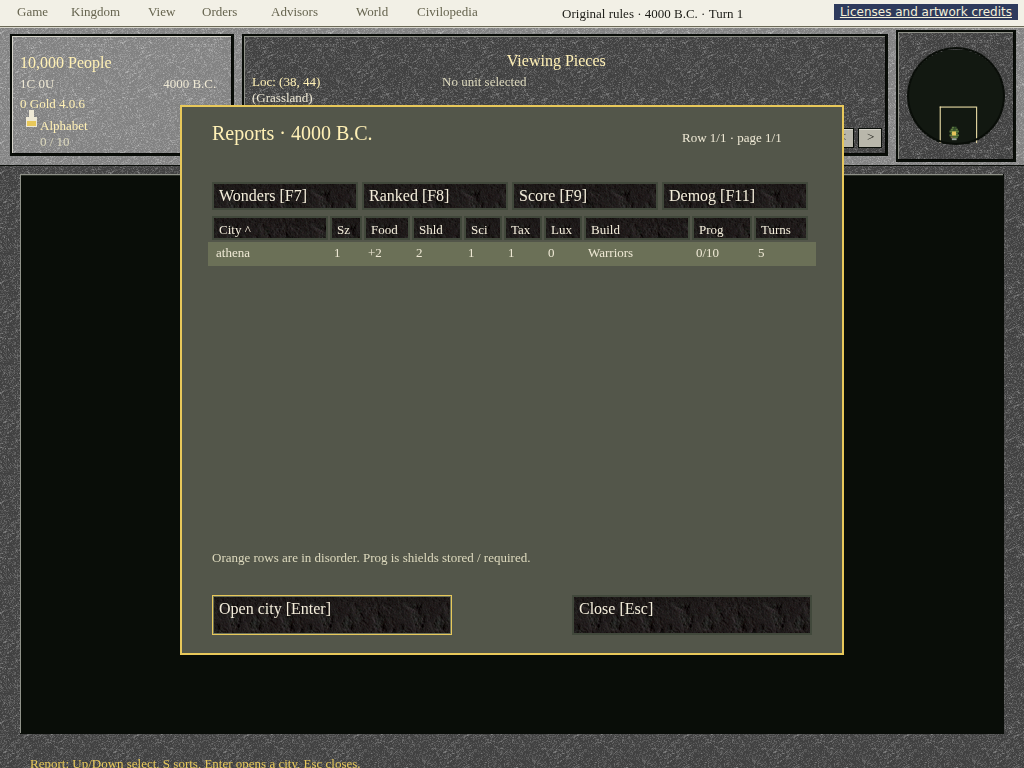 Game Kingdom View Orders Advisors World Civilopedia Original rules · 4000 B.C. · Turn 1 Licenses and artwork credits
10,000 People
1C 0U 4000 B.C.
0 Gold 4.0.6
Alphabet
0 / 10
Viewing Pieces
Loc: (38, 44) No unit selected
(Grassland)
>
Reports · 4000 B.C. Row 1/1 · page 1/1
Wonders [F7] Ranked [F8] Score [F9] Demog [F11]
City ^ Sz Food Shld Sci Tax Lux Build Prog Turns
athena 1 +2 2 1 1 0 Warriors 0/10 5
Orange rows are in disorder. Prog is shields stored / required.
Open city [Enter] Close [Esc]
Report: Up/Down select. S sorts. Enter opens a city. Esc closes.